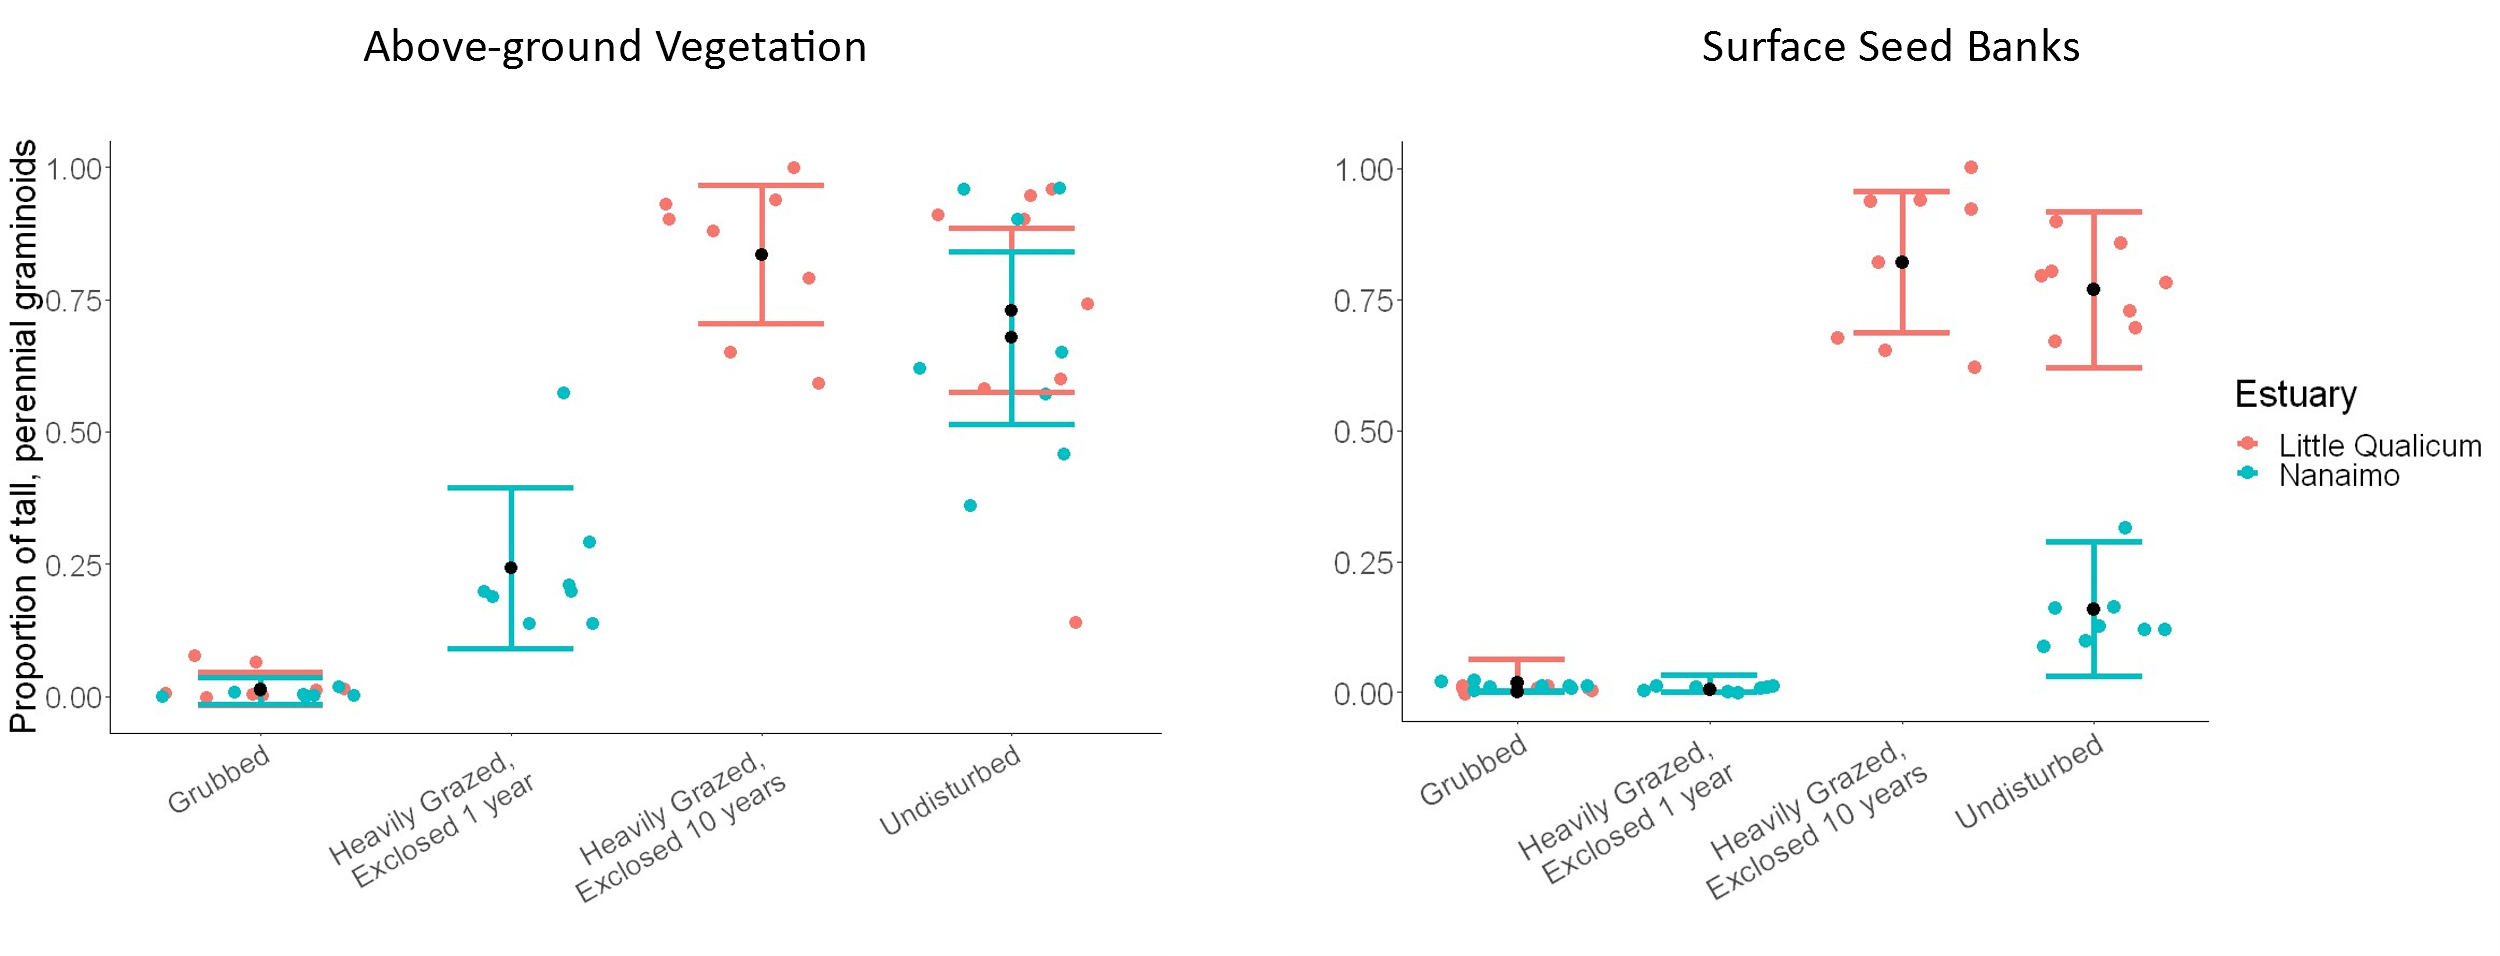 Above-ground Vegetation
Surface Seed Banks
Proportion of tall, perennial graminoids
1.00
0.75
0.50
0.25
0.00
Grubbed
Heavily Grazed,
Exclosed 1 year
Heavily Grazed,
Exclosed 10 years
Undisturbed
1.00
0.75
0.50
0.25
0.00
Grubbed
Heavily Grazed,
Exclosed 1 year
Heavily Grazed,
Exclosed 10 years
Undisturbed
Estuary
Little Qualicum
Nanaimo